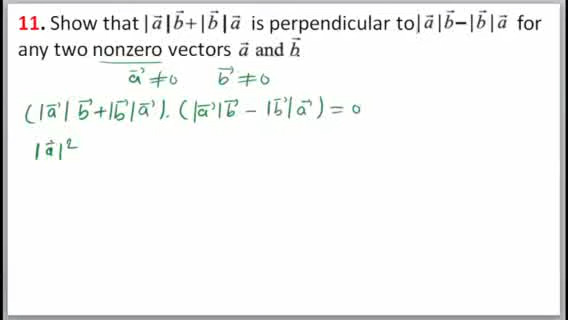 11. Show that |a⃗|b⃗+|b⃗|a⃗ is perpendicular to|a⃗|b⃗−|b⃗|a⃗ for
any two nonzero vectors a⃗ and b⃗
a⃗ ≠0 b⃗ ≠0
(|a⃗| b⃗+|b⃗|a⃗). (|a⃗|b⃗ − |b⃗|a⃗) = 0
|a⃗|²